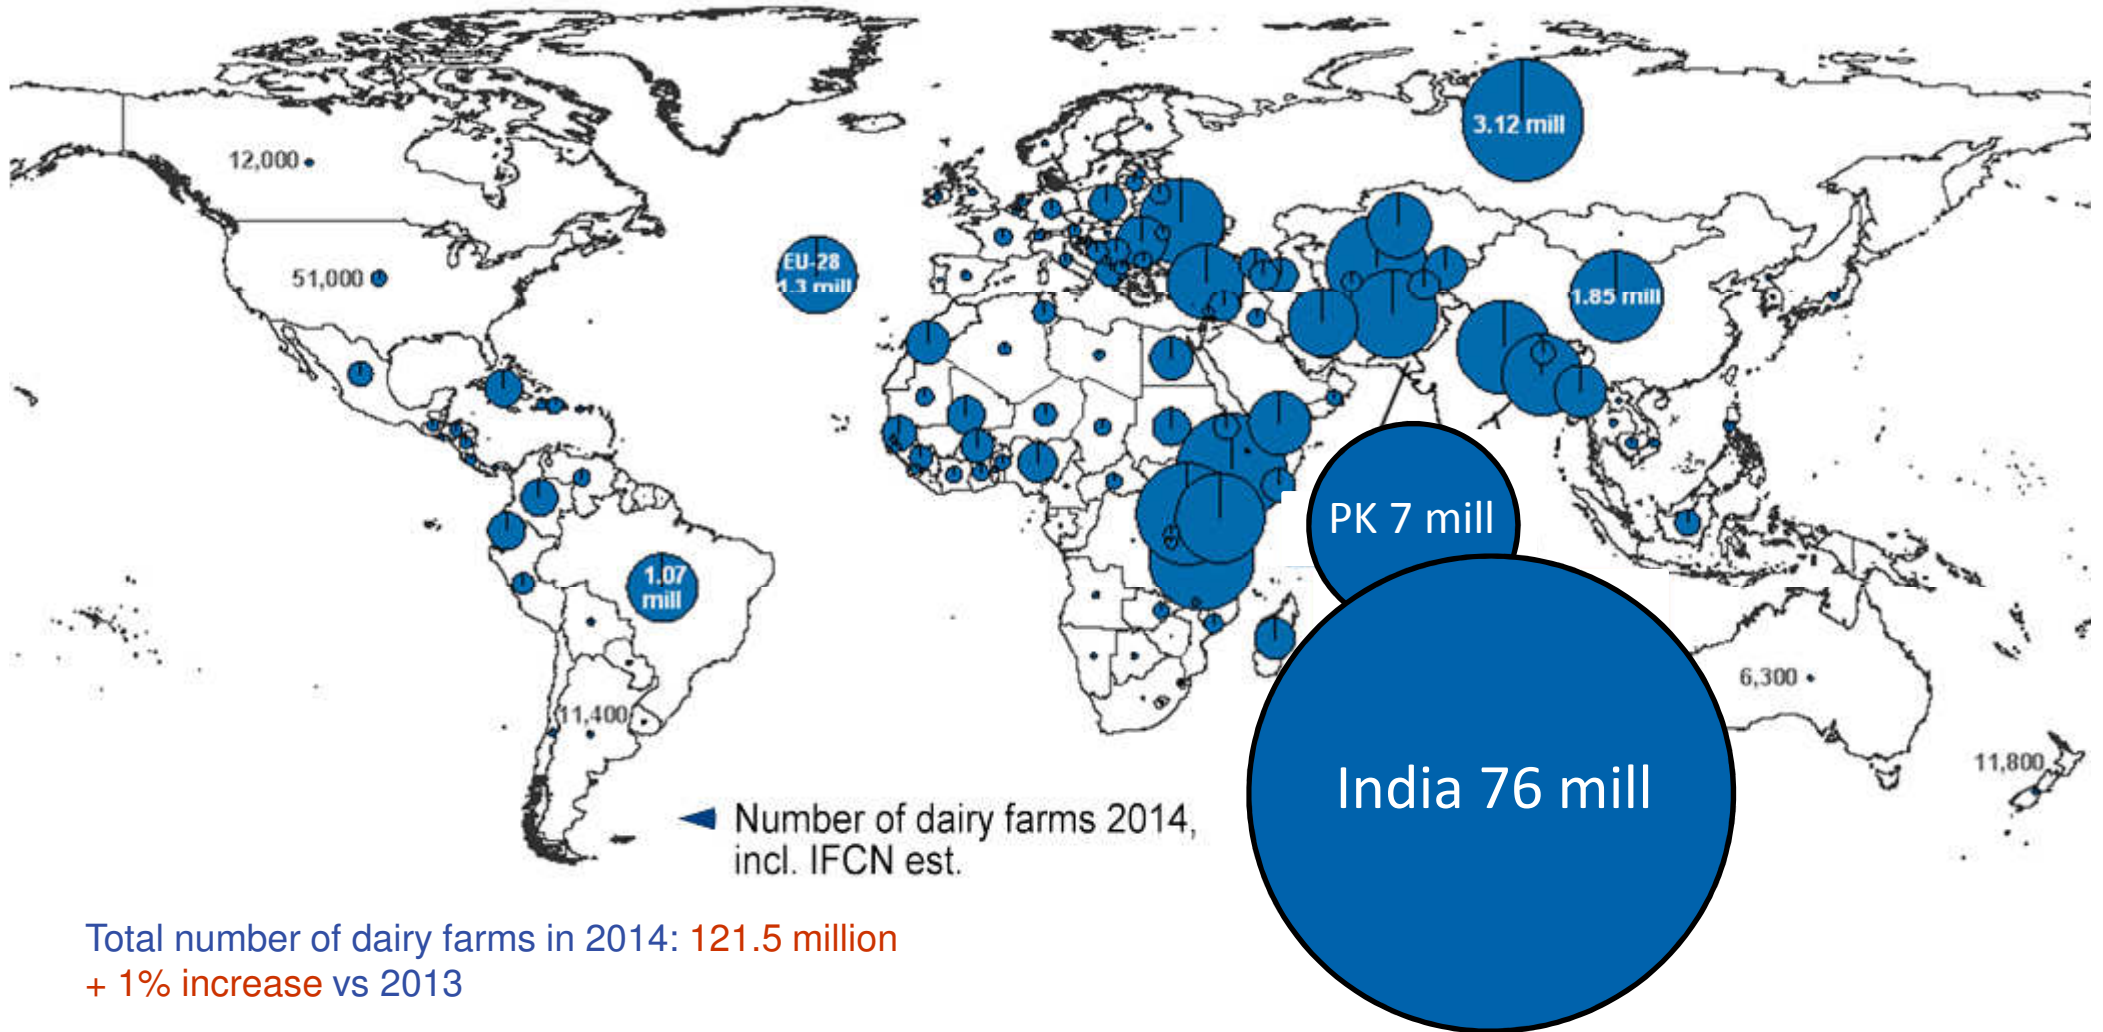 3.12 mill
12,000
51,000
EU-28
1.3 mill
1.85 mill
PK 7 mill
1.07
mill
6,300
11,400
11,800
India 76 mill
Number of dairy farms 2014,
incl. IFCN est.
Total number of dairy farms in 2014: 121.5 million
+ 1% increase vs 2013